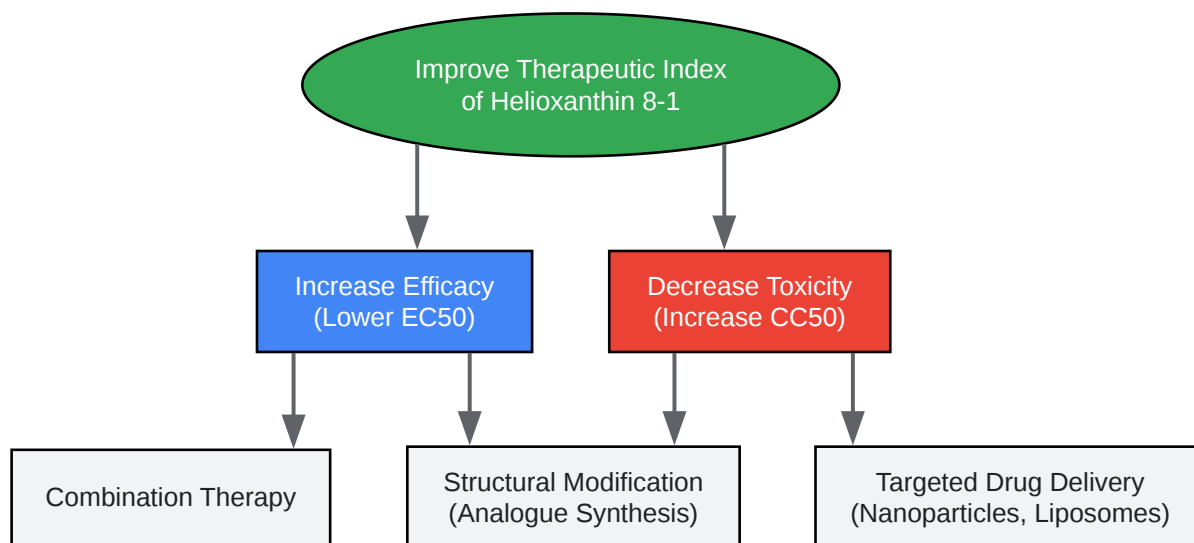 Improve Therapeutic Index
of Helioxanthin 8-1
Increase Efficacy
(Lower EC50)
Decrease Toxicity
(Increase CC50)
Combination Therapy
Structural Modification
(Analogue Synthesis)
Targeted Drug Delivery
(Nanoparticles, Liposomes)